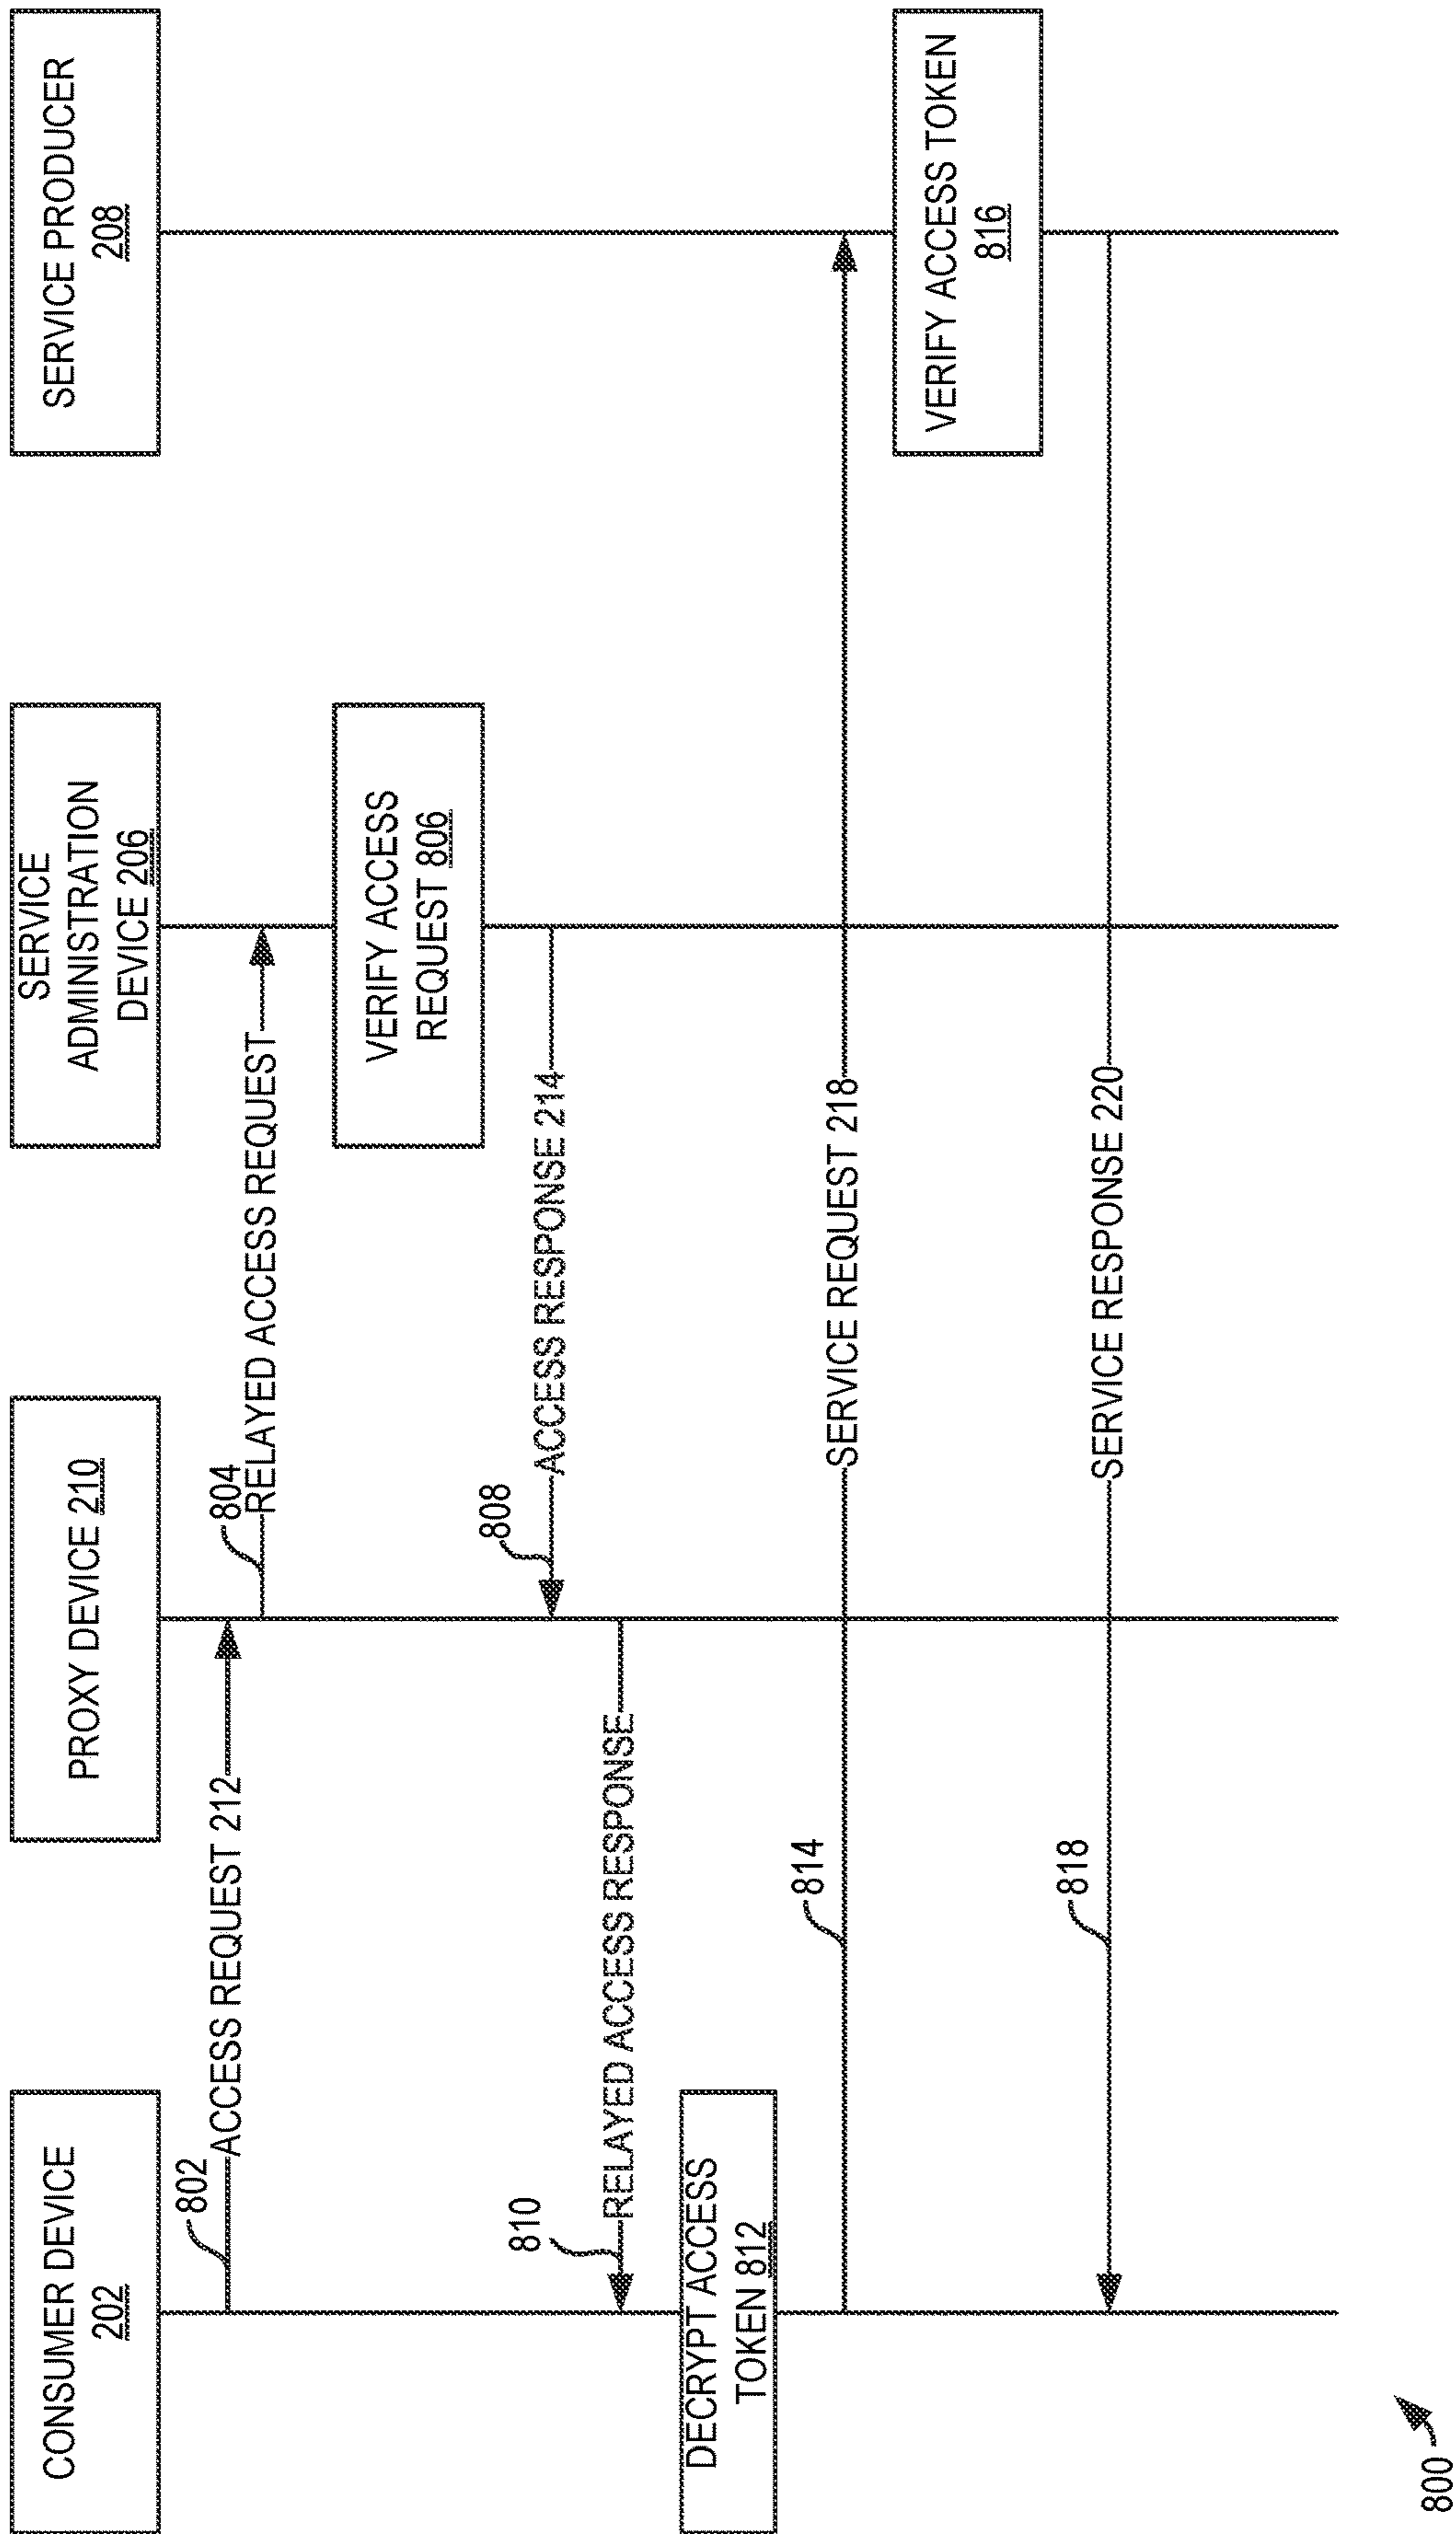 CONSUMER DEVICE
202
PROXY DEVICE 210
SERVICE
ADMINISTRATION
DEVICE 206
SERVICE PRODUCER
208
802
ACCESS REQUEST 212
804
RELAYED ACCESS REQUEST
VERIFY ACCESS
REQUEST 806
808
ACCESS RESPONSE 214
810
RELAYED ACCESS RESPONSE
DECRYPT ACCESS
TOKEN 812
814
SERVICE REQUEST 218
VERIFY ACCESS TOKEN
816
818
SERVICE RESPONSE 220
800